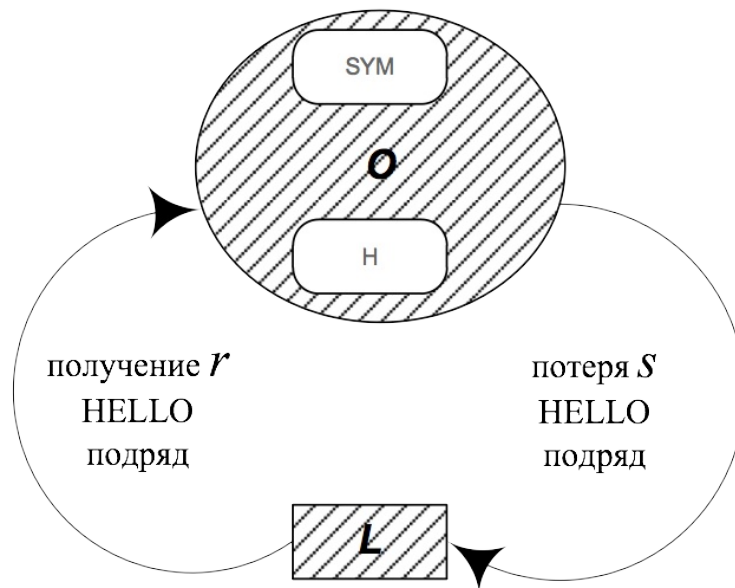 SYM
O
H
получение r
HELLO
подряд
потеря s
HELLO
подряд
L